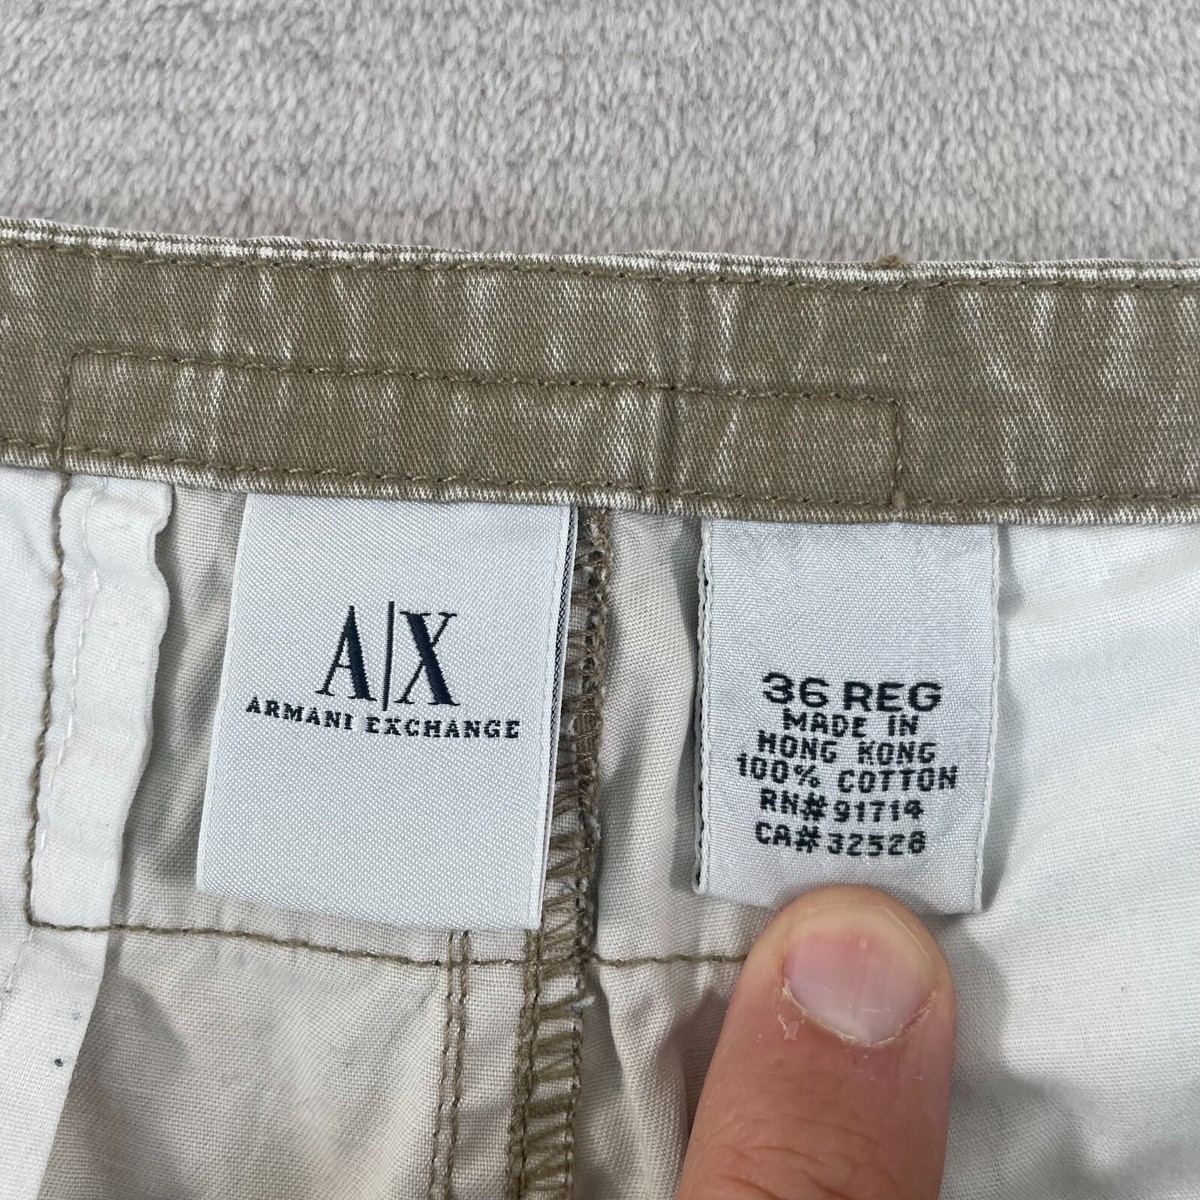 A|X
ARMANI EXCHANGE
36 REG
MADE IN
HONG KONG
100% COTTON
RN# 91714
CA# 32528